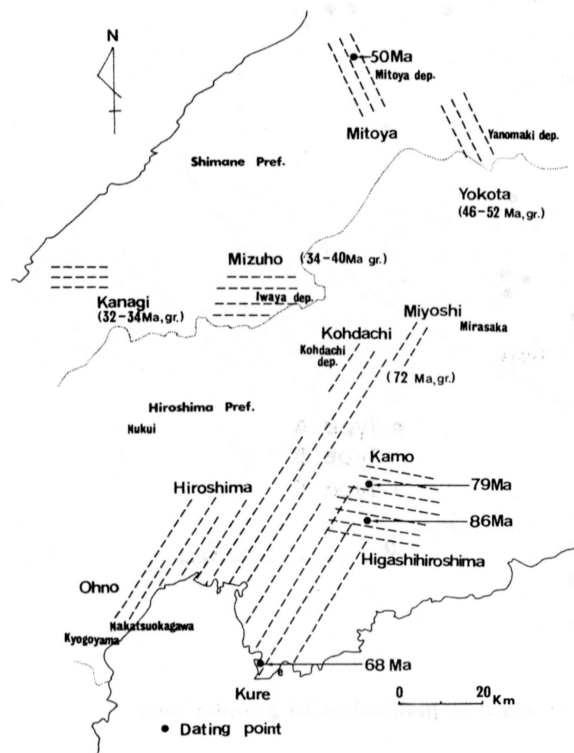 N
50Ma
Mitoya dep.
Mitoya
Yanomaki dep.
Shimane Pref.
Yokota
(46-52 Ma,gr.)
Mizuho (34-40Ma gr.)
Iwaya dep.
Kanagi
(32-34Ma,gr.)
Miyoshi
Mirasaka
Kohdachi
Kohdachi
dep.
(72 Ma,gr.)
Hiroshima Pref.
Nukui
Kamo
Hiroshima
79Ma
86Ma
Higashihiroshima
Ohno
Nakatsuokagawa
Kyogoyama
68 Ma
Kure
0 20
Km
Dating point